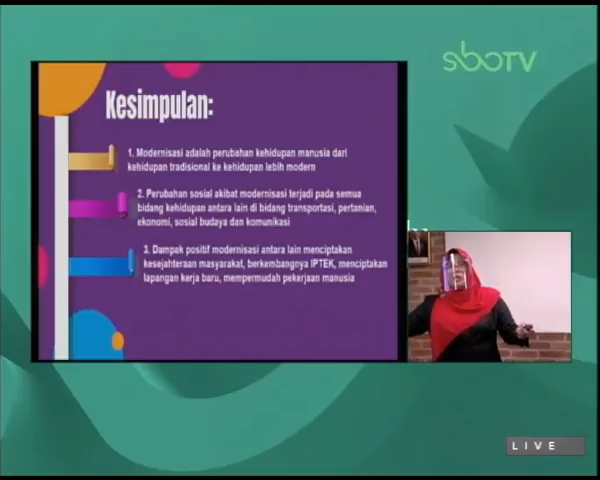 sboTV
Kesimpulan:
1. Modernisasi adalah perubahan kehidupan manusia dari
kehidupan tradisional ke kehidupan lebih modern
2. Perubahan sosial akibat modernisasi terjadi pada semua
bidang kehidupan antara lain di bidang transportasi, pertanian,
ekonomi, sosial budaya dan komunikasi
3. Dampak positif modernisasi antara lain menciptakan
kesejahteraan masyarakat, berkembangnya IPTEK, menciptakan
lapangan kerja baru, mempermudah pekerjaan manusia
LIVE